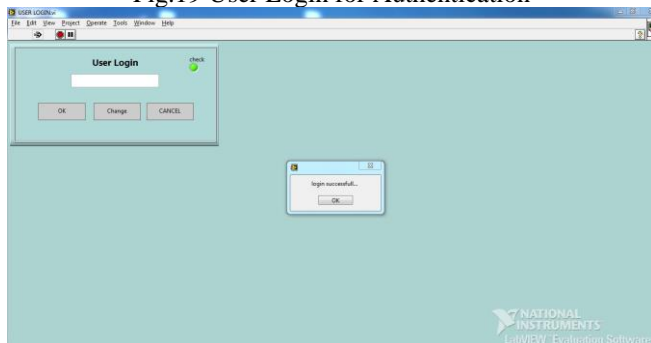 Fig.19 User Login for Authentication
USER LOGIN.vi
File Edit View Project Operate Tools Window Help
User Login
check
OK Change CANCEL
login successfull...
OK
NATIONAL
INSTRUMENTS
LabVIEW Evaluation Software